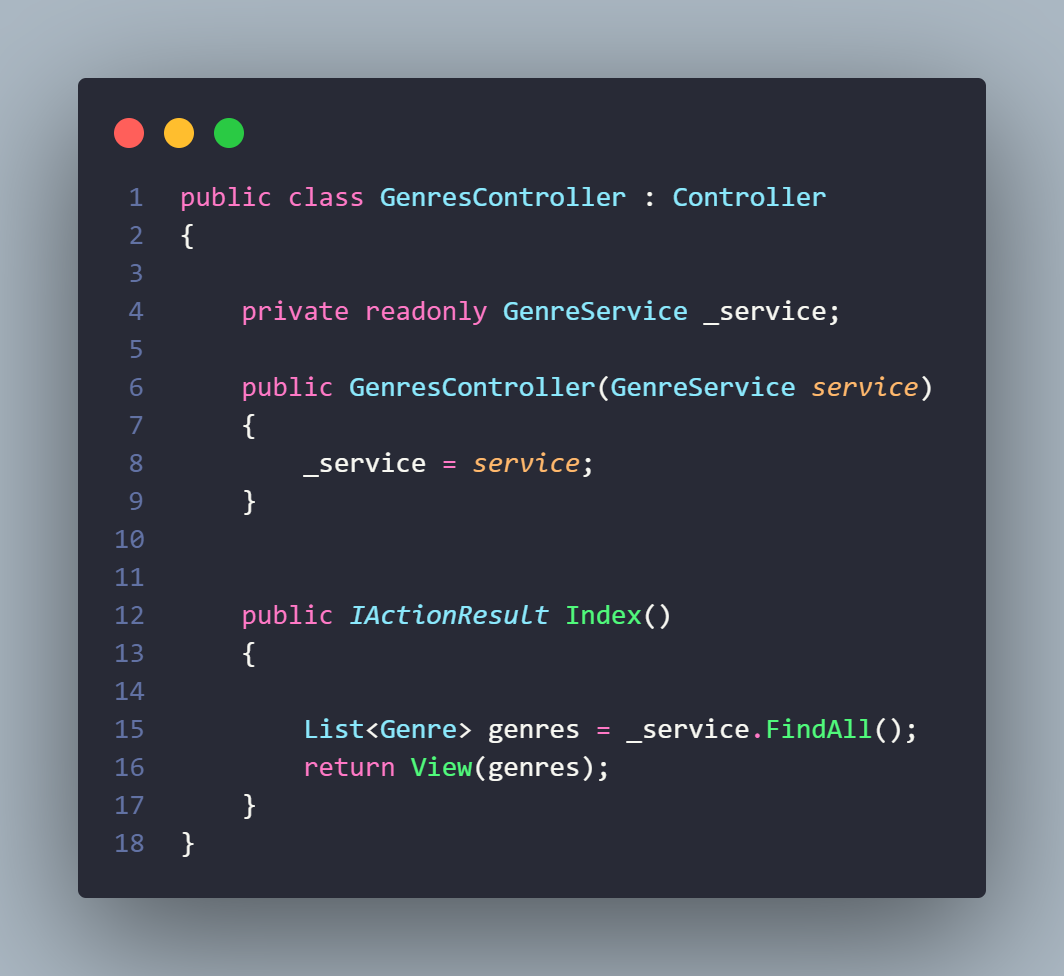 1 public class GenresController : Controller
2 {
3
4     private readonly GenreService _service;
5
6     public GenresController(GenreService service)
7     {
8         _service = service;
9     }
10
11
12     public IActionResult Index()
13     {
14
15         List<Genre> genres = _service.FindAll();
16         return View(genres);
17     }
18 }